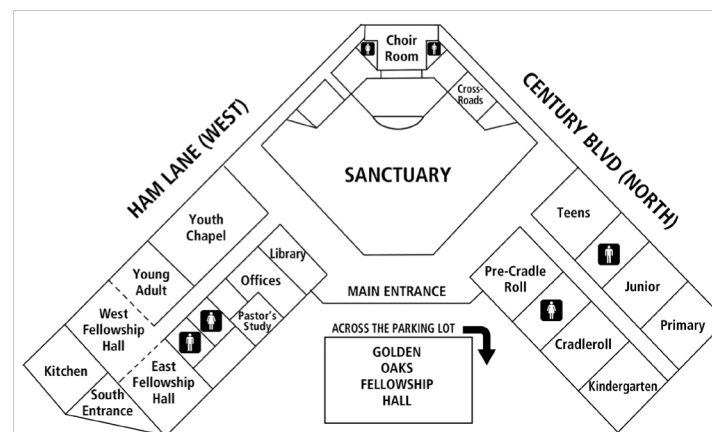 Choir
Room
Cross-
Roads
HAM LANE (WEST)
CENTURY BLVD (NORTH)
SANCTUARY
Youth
Chapel
Teens
Young
Adult
Library
Offices
Pre-Cradle
Roll
Junior
MAIN ENTRANCE
West
Fellowship
Hall
Pastor's
Study
Primary
ACROSS THE PARKING LOT
Cradleroll
GOLDEN
OAKS
FELLOWSHIP
HALL
Kitchen
East
Fellowship
Hall
Kindergarten
South
Entrance